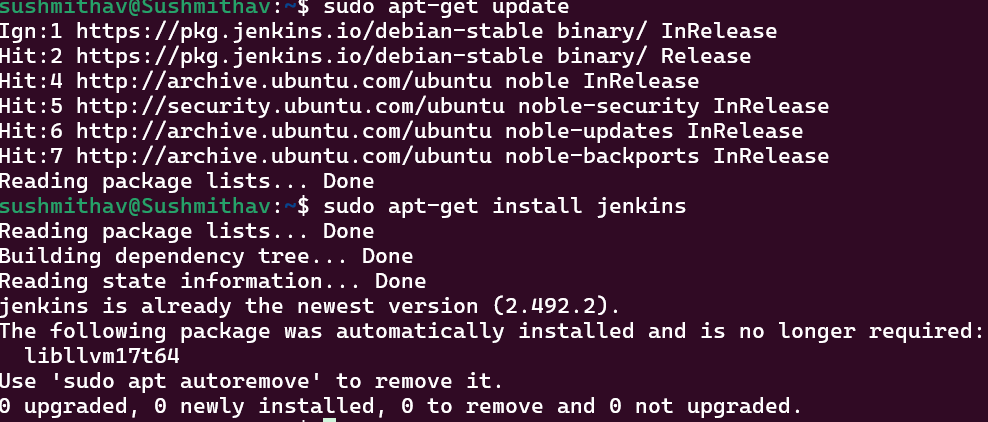 sushmithav@Sushmithav:~$ sudo apt-get update
Ign:1 https://pkg.jenkins.io/debian-stable binary/ InRelease
Hit:2 https://pkg.jenkins.io/debian-stable binary/ Release
Hit:4 http://archive.ubuntu.com/ubuntu noble InRelease
Hit:5 http://security.ubuntu.com/ubuntu noble-security InRelease
Hit:6 http://archive.ubuntu.com/ubuntu noble-updates InRelease
Hit:7 http://archive.ubuntu.com/ubuntu noble-backports InRelease
Reading package lists... Done
sushmithav@Sushmithav:~$ sudo apt-get install jenkins
Reading package lists... Done
Building dependency tree... Done
Reading state information... Done
jenkins is already the newest version (2.492.2).
The following package was automatically installed and is no longer required:
  libllvm17t64
Use 'sudo apt autoremove' to remove it.
0 upgraded, 0 newly installed, 0 to remove and 0 not upgraded.